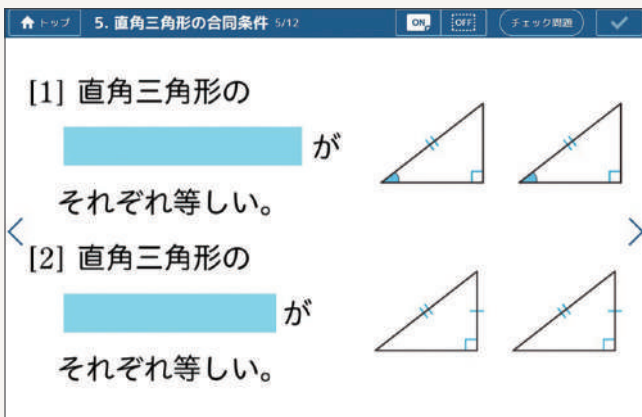 トップ 5. 直角三角形の合同条件 5/12 ON OFF チェック問題
[1] 直角三角形の
が
それぞれ等しい。
[2] 直角三角形の
が
それぞれ等しい。